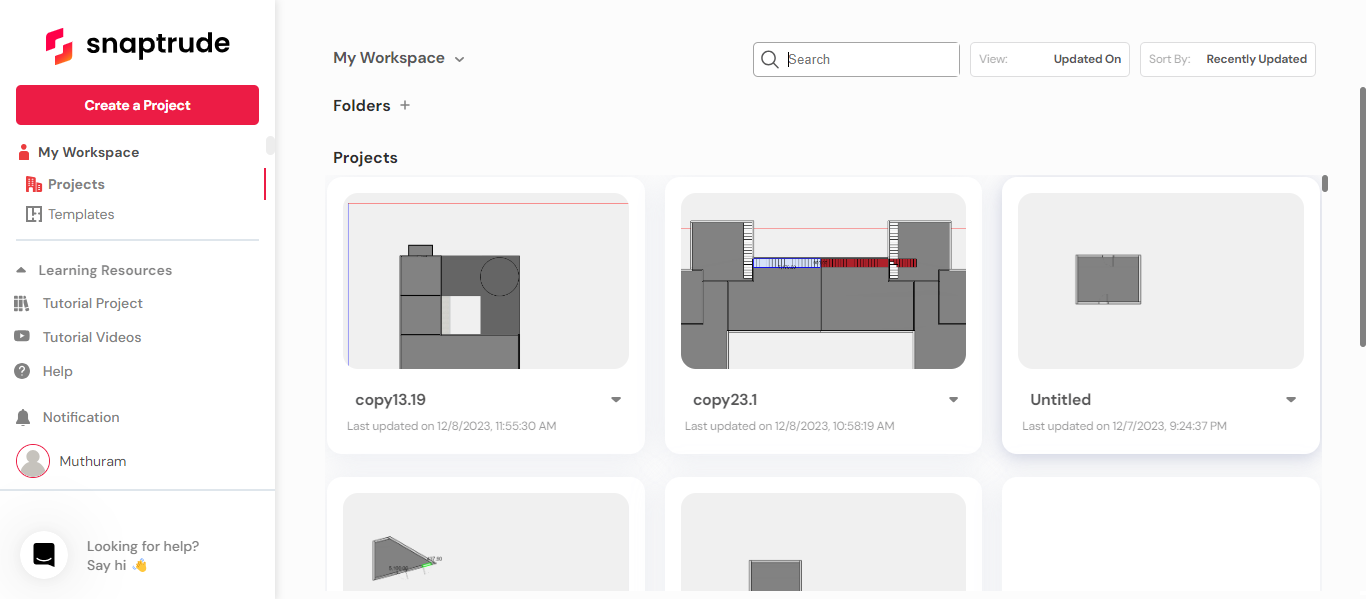 snaptrude
Create a Project
My Workspace
Projects
Templates
Learning Resources
Tutorial Project
Tutorial Videos
Help
Notification
Muthuram
Looking for help?
Say hi 👋
My Workspace
Search
View: Updated On
Sort By: Recently Updated
Folders +
Projects
copy13.19
Last updated on 12/8/2023, 11:55:30 AM
copy23.1
Last updated on 12/8/2023, 10:58:19 AM
Untitled
Last updated on 12/7/2023, 9:24:37 PM